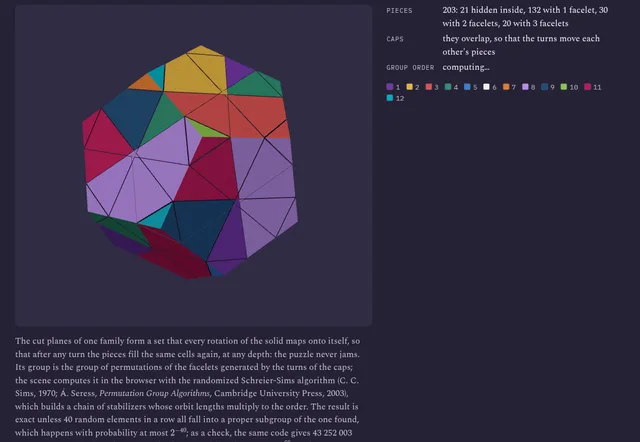 PIECES 203: 21 hidden inside, 132 with 1 facelet, 30
with 2 facelets, 20 with 3 facelets
CAPS they overlap, so that the turns move each
other's pieces
GROUP ORDER computing…
1 2 3 4 5 6 7 8 9 10 11
12
The cut planes of one family form a set that every rotation of the solid maps onto itself, so
that after any turn the pieces fill the same cells again, at any depth: the puzzle never jams.
Its group is the group of permutations of the facelets generated by the turns of the caps;
the scene computes it in the browser with the randomized Schreier-Sims algorithm (C. C.
Sims, 1970; Á. Seress, Permutation Group Algorithms, Cambridge University Press, 2003),
which builds a chain of stabilizers whose orbit lengths multiply to the order. The result is
exact unless 40 random elements in a row all fall into a proper subgroup of the one found,
which happens with probability at most 2⁻⁴⁰; as a check, the same code gives 43 252 003